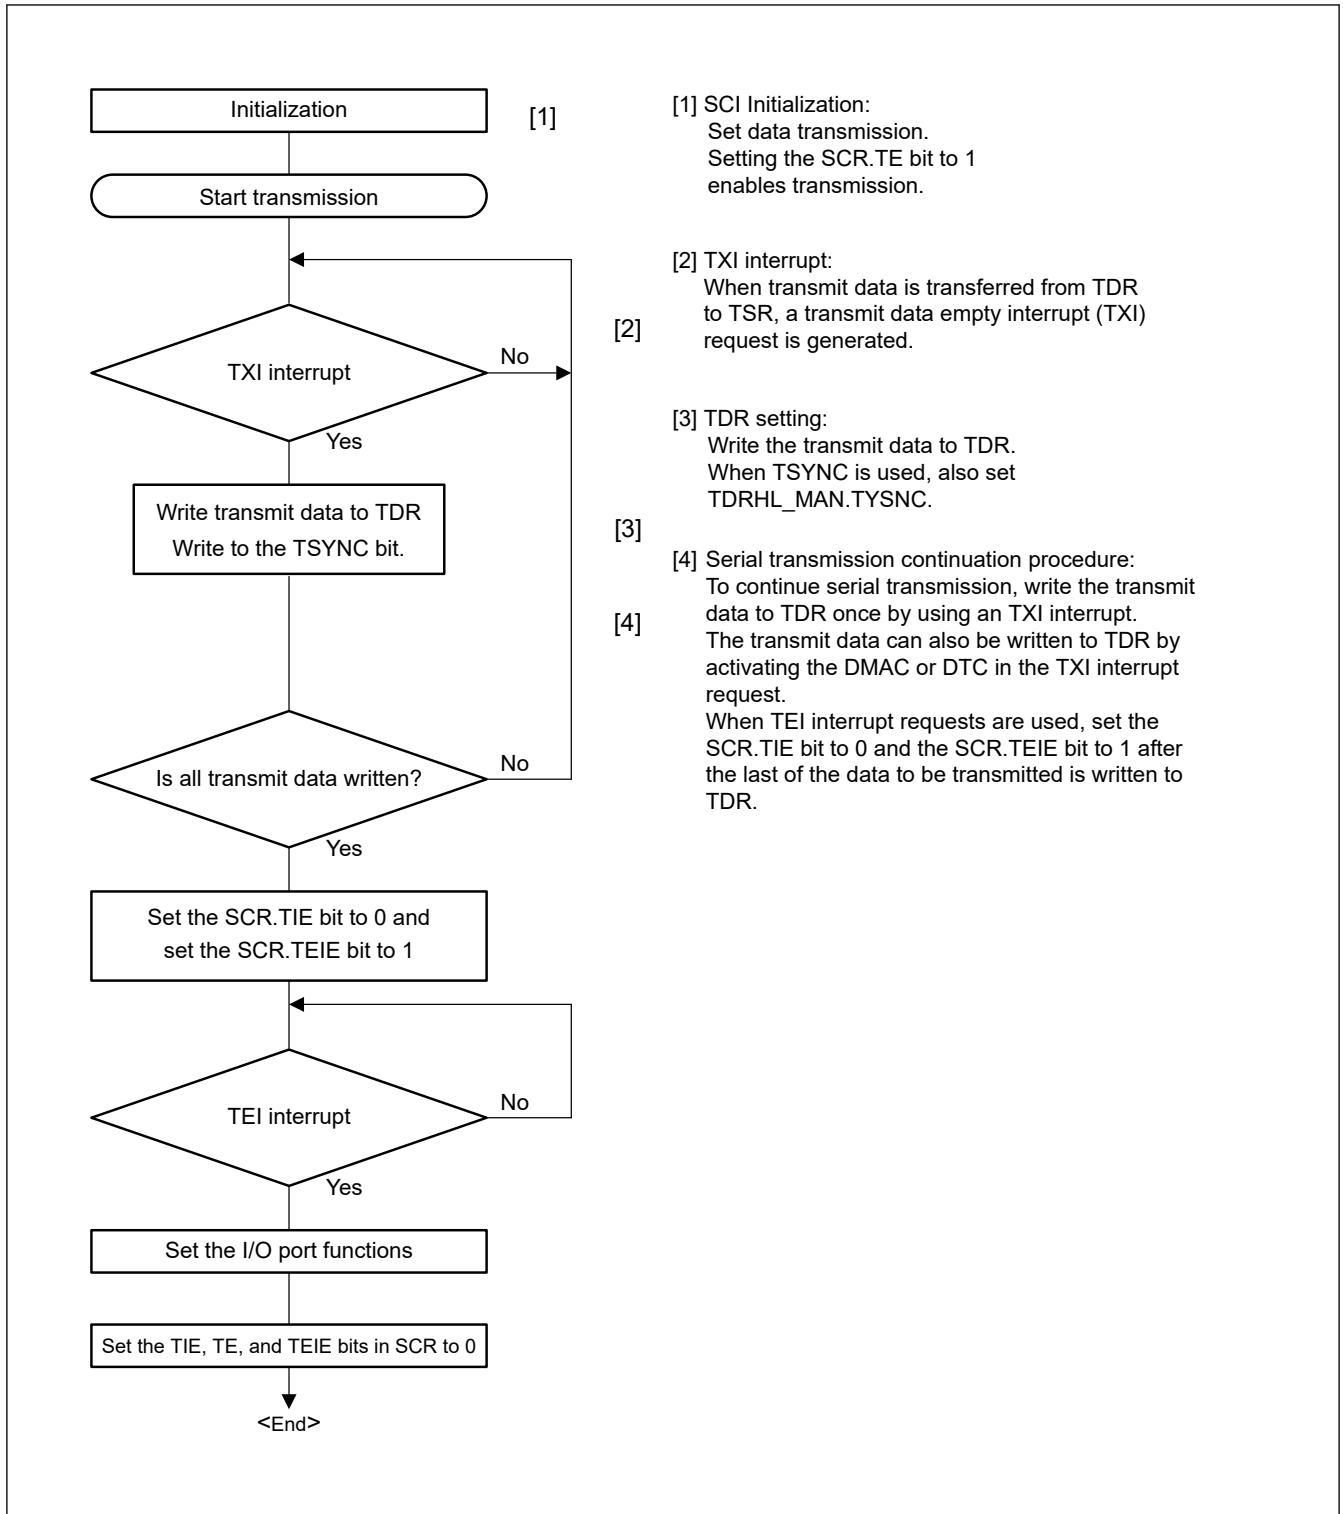 Initialization
[1]
Start transmission
TXI interrupt
No
[2]
Yes
Write transmit data to TDR
Write to the TSYNC bit.
[3]
[4]
Is all transmit data written?
No
Yes
Set the SCR.TIE bit to 0 and
set the SCR.TEIE bit to 1
TEI interrupt
No
Yes
Set the I/O port functions
Set the TIE, TE, and TEIE bits in SCR to 0
<End>
[1] SCI Initialization:
Set data transmission.
Setting the SCR.TE bit to 1
enables transmission.
[2] TXI interrupt:
When transmit data is transferred from TDR
to TSR, a transmit data empty interrupt (TXI)
request is generated.
[3] TDR setting:
Write the transmit data to TDR.
When TSYNC is used, also set
TDRHL_MAN.TYSNC.
[4] Serial transmission continuation procedure:
To continue serial transmission, write the transmit
data to TDR once by using an TXI interrupt.
The transmit data can also be written to TDR by
activating the DMAC or DTC in the TXI interrupt
request.
When TEI interrupt requests are used, set the
SCR.TIE bit to 0 and the SCR.TEIE bit to 1 after
the last of the data to be transmitted is written to
TDR.